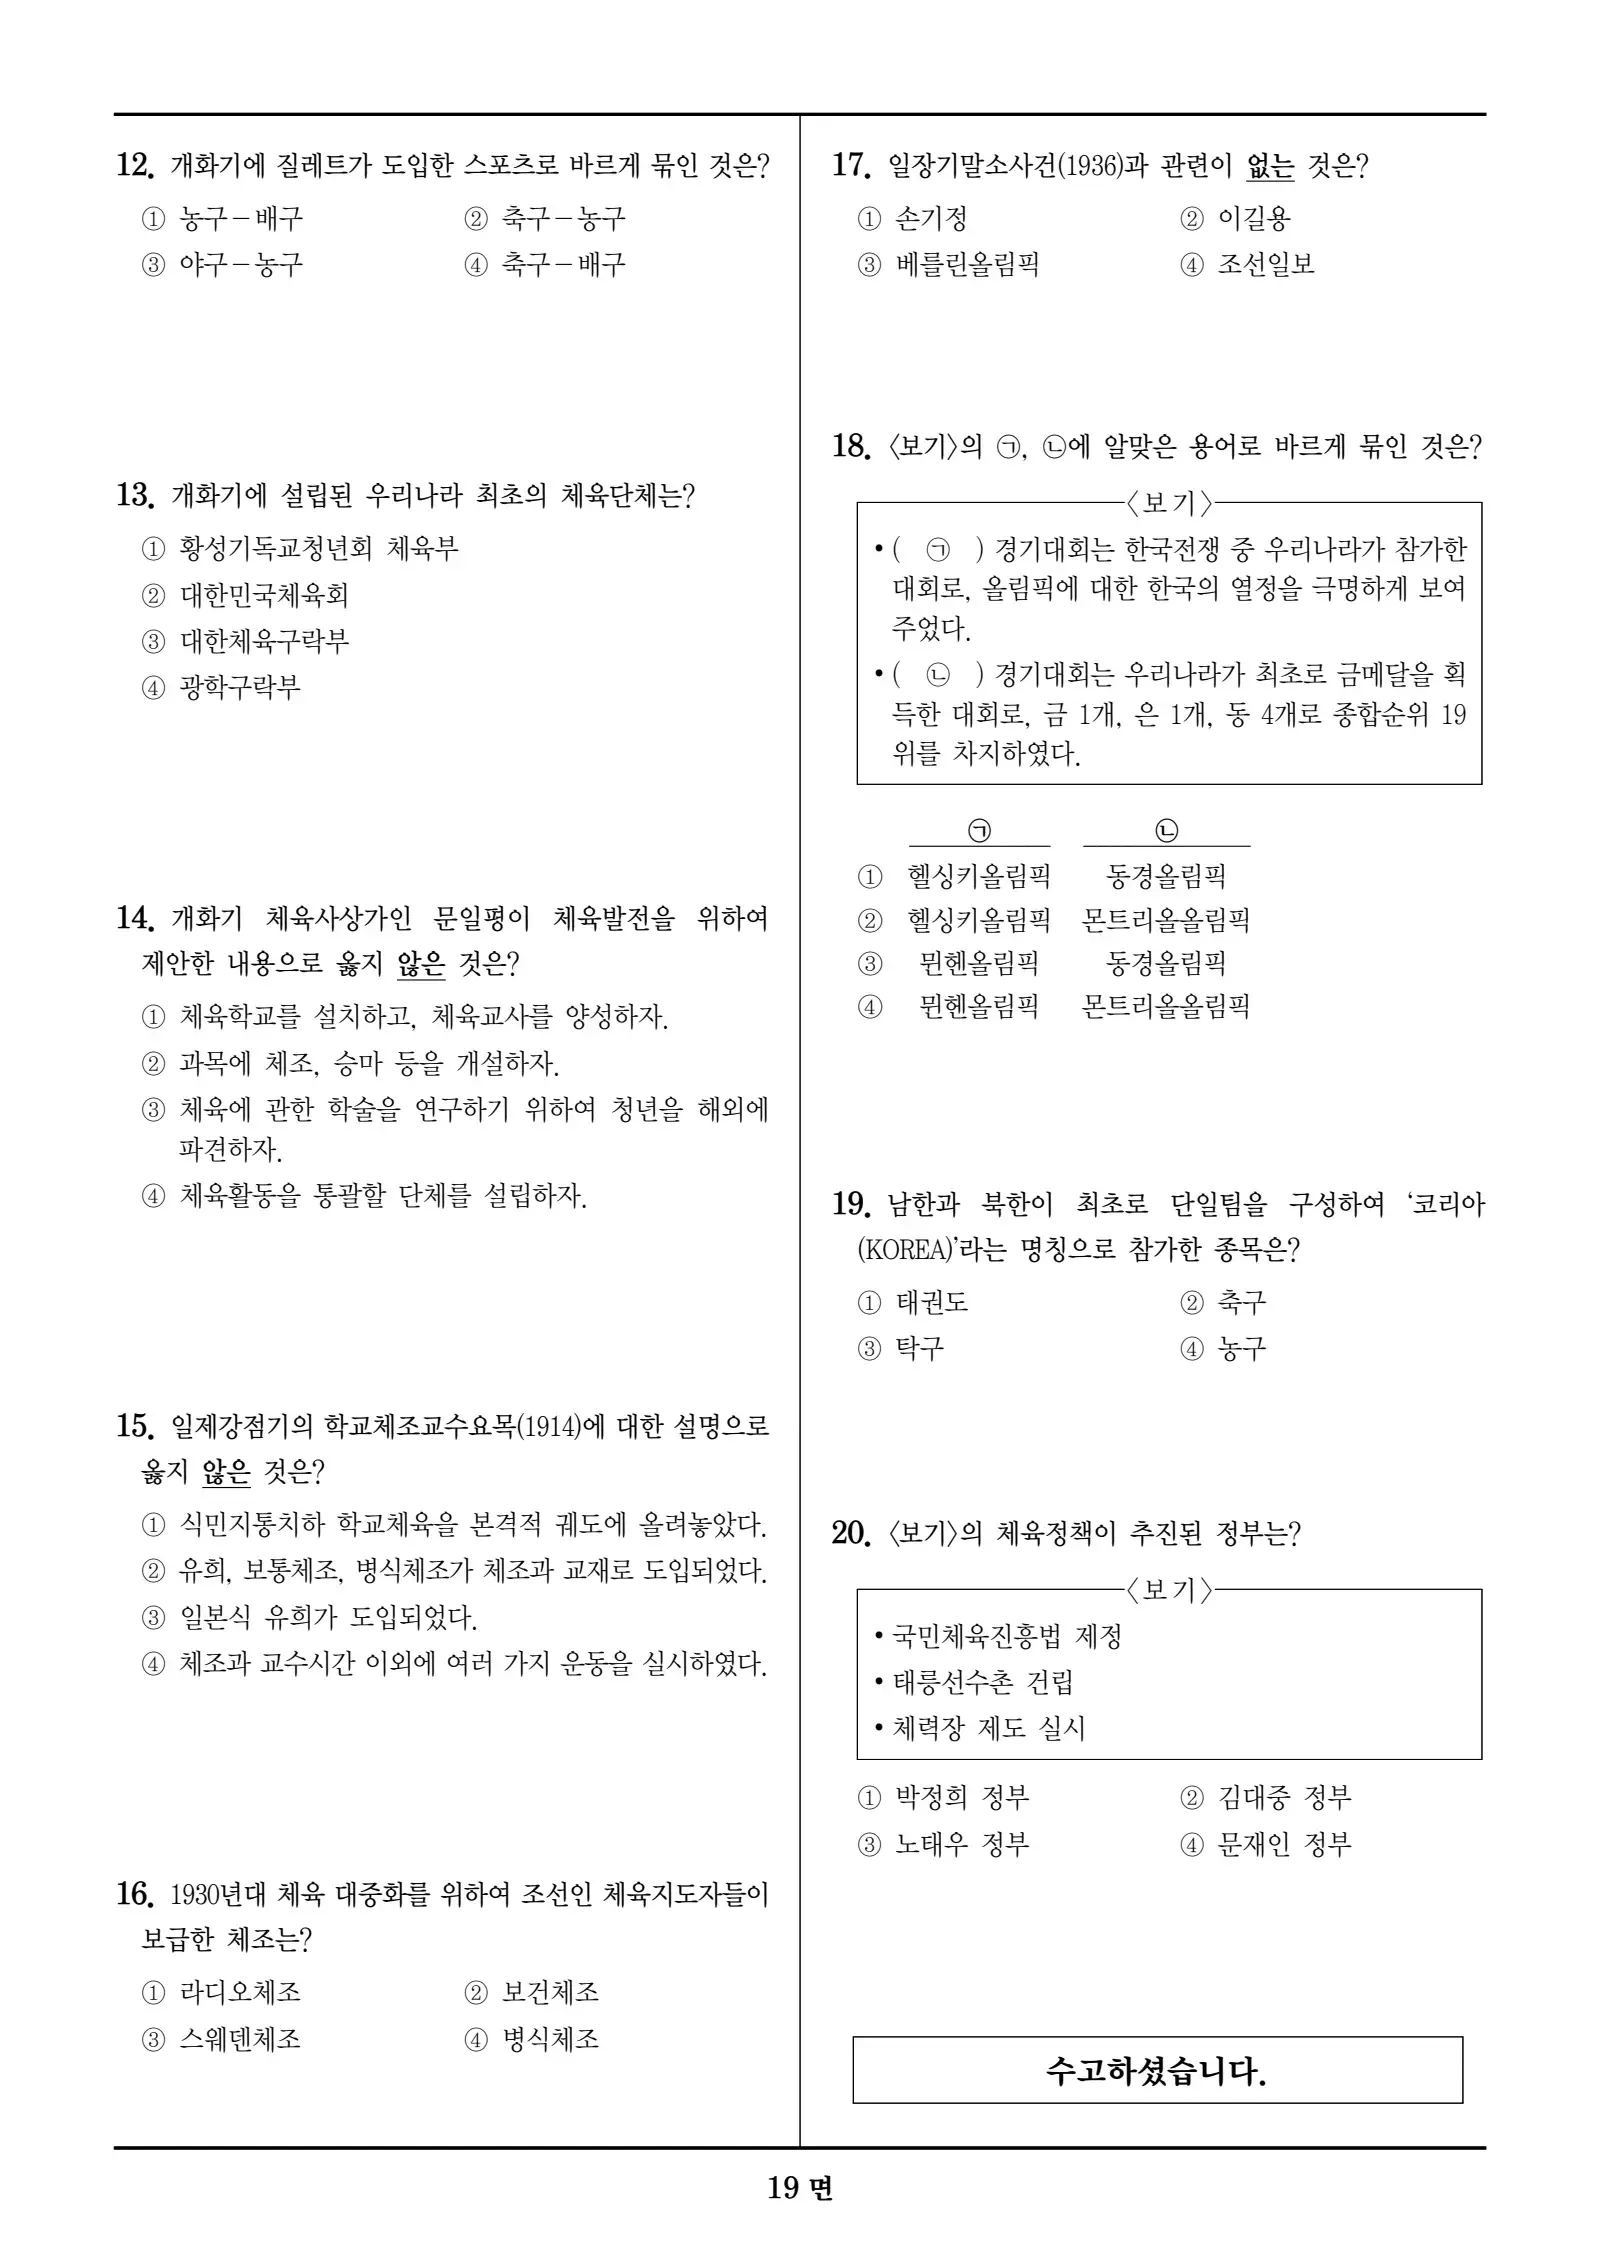 12. 개화기에 질레트가 도입한 스포츠로 바르게 묶인 것은?
① 농구-배구 ② 축구-농구
③ 야구-농구 ④ 축구-배구
13. 개화기에 설립된 우리나라 최초의 체육단체는?
① 황성기독교청년회 체육부
② 대한민국체육회
③ 대한체육구락부
④ 광학구락부
14. 개화기 체육사상가인 문일평이 체육발전을 위하여
제안한 내용으로 옳지 않은 것은?
① 체육학교를 설치하고, 체육교사를 양성하자.
② 과목에 체조, 승마 등을 개설하자.
③ 체육에 관한 학술을 연구하기 위하여 청년을 해외에
파견하자.
④ 체육활동을 통괄할 단체를 설립하자.
15. 일제강점기의 학교체조교수요목(1914)에 대한 설명으로
옳지 않은 것은?
① 식민지통치하 학교체육을 본격적 궤도에 올려놓았다.
② 유희, 보통체조, 병식체조가 체조과 교재로 도입되었다.
③ 일본식 유희가 도입되었다.
④ 체조과 교수시간 이외에 여러 가지 운동을 실시하였다.
16. 1930년대 체육 대중화를 위하여 조선인 체육지도자들이
보급한 체조는?
① 라디오체조 ② 보건체조
③ 스웨덴체조 ④ 병식체조
17. 일장기말소사건(1936)과 관련이 없는 것은?
① 손기정 ② 이길용
③ 베를린올림픽 ④ 조선일보
18. 〈보기〉의 ㉠, ㉡에 알맞은 용어로 바르게 묶인 것은?
〈보기〉
• ( ㉠ ) 경기대회는 한국전쟁 중 우리나라가 참가한
대회로, 올림픽에 대한 한국의 열정을 극명하게 보여
주었다.
• ( ㉡ ) 경기대회는 우리나라가 최초로 금메달을 획
득한 대회로, 금 1개, 은 1개, 동 4개로 종합순위 19
위를 차지하였다.
㉠ ㉡
① 헬싱키올림픽 동경올림픽
② 헬싱키올림픽 몬트리올올림픽
③ 뮌헨올림픽 동경올림픽
④ 뮌헨올림픽 몬트리올올림픽
19. 남한과 북한이 최초로 단일팀을 구성하여 ‘코리아
(KOREA)’라는 명칭으로 참가한 종목은?
① 태권도 ② 축구
③ 탁구 ④ 농구
20. 〈보기〉의 체육정책이 추진된 정부는?
〈보기〉
• 국민체육진흥법 제정
• 태릉선수촌 건립
• 체력장 제도 실시
① 박정희 정부 ② 김대중 정부
③ 노태우 정부 ④ 문재인 정부
수고하셨습니다.
19 면